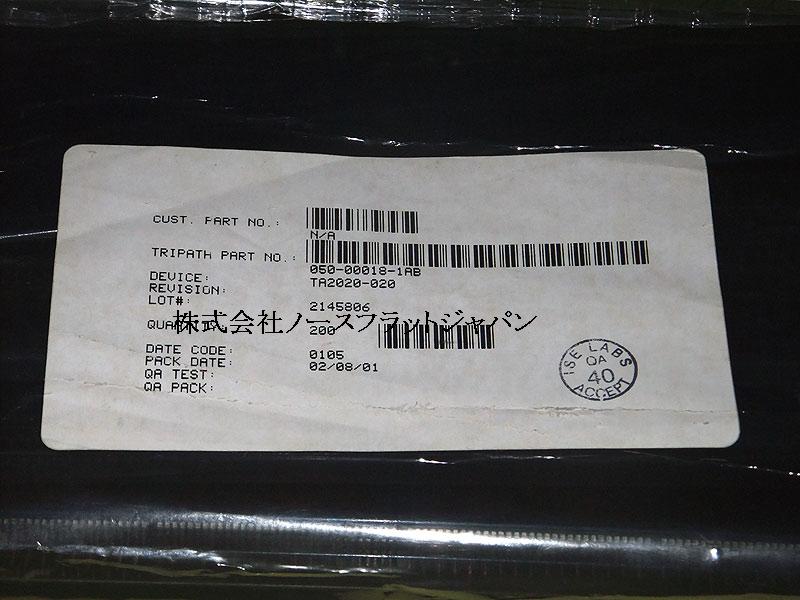 CUST. PART NO.:
N/A
TRIPATH PART NO.:
050-00018-1AB
DEVICE: TA2020-020
REVISION:
LOT#: 2145806
株式会社ノースフラットジャパン
QUANTITY: 200
DATE CODE: 0105
PACK DATE: 02/08/01
QA TEST:
QA PACK:
ISE LABS
QA
40
ACCEPT